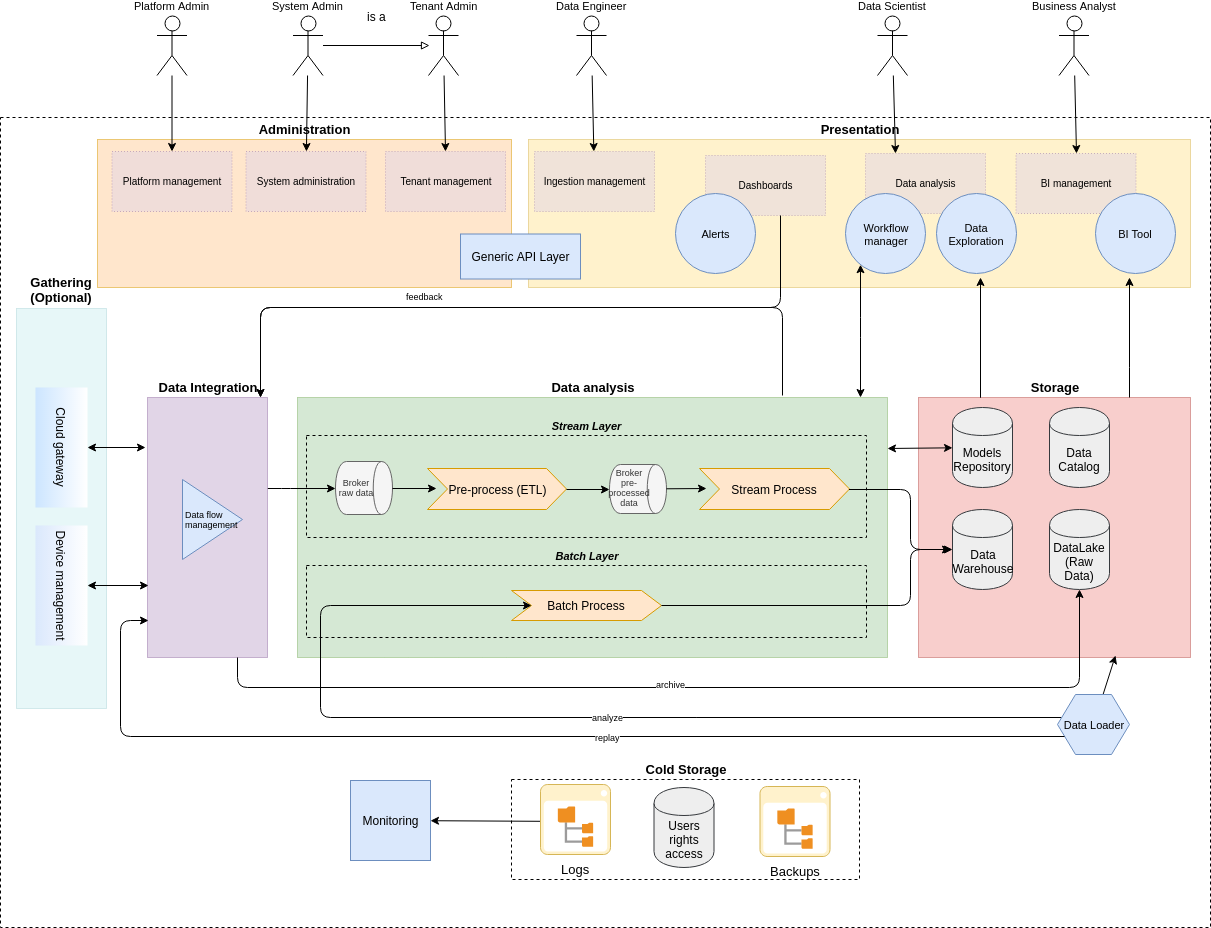 Platform Admin
System Admin
is a
Tenant Admin
Data Engineer
Data Scientist
Business Analyst
Administration
Presentation
Platform management
System administration
Tenant management
Ingestion management
Dashboards
Data analysis
BI management
Alerts
Workflow
manager
Data
Exploration
BI Tool
Generic API Layer
Gathering
(Optional)
feedback
Data Integration
Data analysis
Storage
Cloud gateway
Device management
Data flow
management
Stream Layer
Broker
raw data
Pre-process (ETL)
Broker
pre-
processed
data
Stream Process
Batch Layer
Batch Process
Models
Repository
Data
Catalog
Data
Warehouse
DataLake
(Raw
Data)
archive
analyze
replay
Data Loader
Cold Storage
Monitoring
Logs
Users
rights
access
Backups